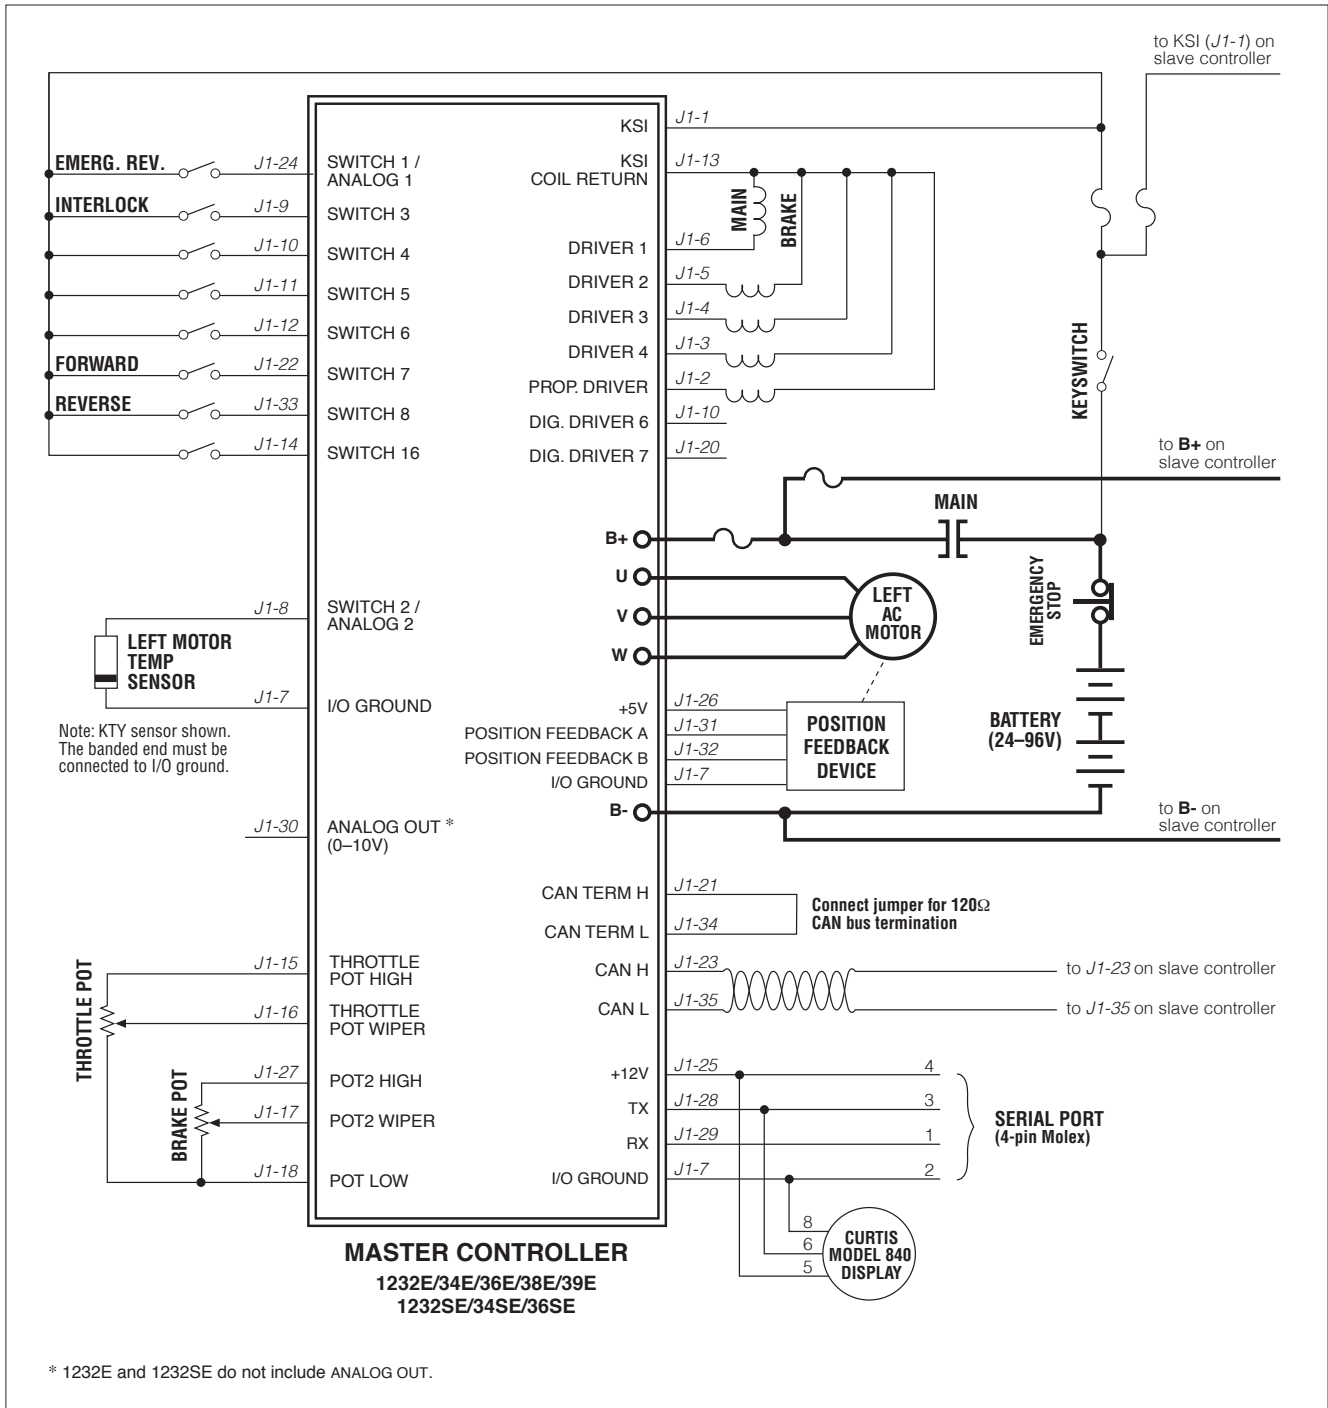 to KSI (J1-1) on
slave controller
KSI
J1-1
EMERG. REV.
J1-24
SWITCH 1 /
ANALOG 1
KSI
COIL RETURN
J1-13
INTERLOCK
J1-9
SWITCH 3
MAIN
BRAKE
J1-10
SWITCH 4
DRIVER 1
J1-6
J1-11
SWITCH 5
DRIVER 2
J1-5
J1-12
SWITCH 6
DRIVER 3
J1-4
FORWARD
J1-22
SWITCH 7
DRIVER 4
J1-3
REVERSE
J1-33
SWITCH 8
PROP. DRIVER
J1-2
J1-14
SWITCH 16
DIG. DRIVER 6
J1-10
DIG. DRIVER 7
J1-20
KEYSWITCH
to B+ on
slave controller
MAIN
B+
U
V
W
LEFT
AC
MOTOR
EMERGENCY
STOP
J1-8
SWITCH 2 /
ANALOG 2
LEFT MOTOR
TEMP
SENSOR
J1-7
I/O GROUND
Note: KTY sensor shown.
The banded end must be
connected to I/O ground.
+5V
J1-26
POSITION FEEDBACK A
J1-31
POSITION FEEDBACK B
J1-32
I/O GROUND
J1-7
POSITION
FEEDBACK
DEVICE
BATTERY
(24–96V)
B-
to B- on
slave controller
J1-30
ANALOG OUT *
(0–10V)
CAN TERM H
J1-21
CAN TERM L
J1-34
Connect jumper for 120Ω
CAN bus termination
THROTTLE POT
J1-15
THROTTLE
POT HIGH
J1-16
THROTTLE
POT WIPER
CAN H
J1-23
to J1-23 on slave controller
CAN L
J1-35
to J1-35 on slave controller
BRAKE POT
J1-27
POT2 HIGH
J1-17
POT2 WIPER
J1-18
POT LOW
+12V
J1-25
4
TX
J1-28
3
RX
J1-29
1
I/O GROUND
J1-7
2
SERIAL PORT
(4-pin Molex)
8
6
5
CURTIS
MODEL 840
DISPLAY
MASTER CONTROLLER
1232E/34E/36E/38E/39E
1232SE/34SE/36SE
* 1232E and 1232SE do not include ANALOG OUT.